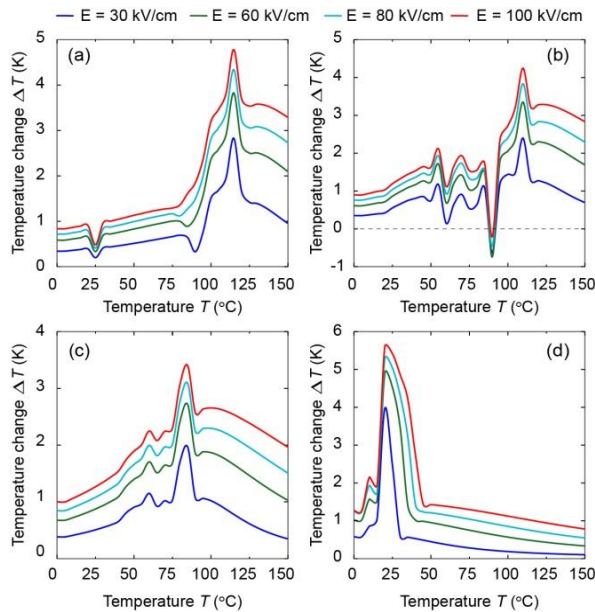 E = 30 kV/cm E = 60 kV/cm E = 80 kV/cm E = 100 kV/cm
(a)
Temperature change Δ T (K)
5
4
3
2
1
0
0 25 50 75 100 125 150
Temperature T (°C)
(b)
Temperature change Δ T (K)
5
4
3
2
1
0
-1
0 25 50 75 100 125 150
Temperature T (°C)
(c)
Temperature change Δ T (K)
4
3
2
1
0
0 25 50 75 100 125 150
Temperature T (°C)
(d)
Temperature change Δ T (K)
6
5
4
3
2
1
0
0 25 50 75 100 125 150
Temperature T (°C)